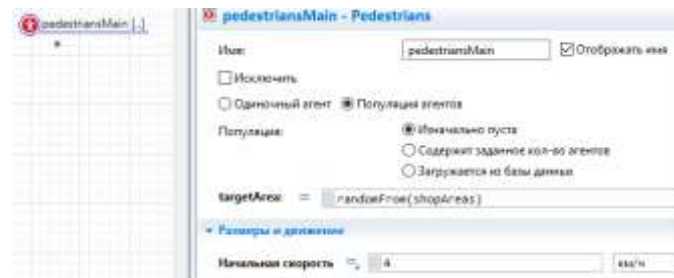 pedestriansMain [..]
pedestriansMain - Pedestrians
Имя:
pedestriansMain
Отображать имя
Исключить
Одиночный агент
Популяция агентов
Популяция:
Изначально пуста
Содержит заданное кол-во агентов
Загружается из базы данных
targetArea:
=
randomFrom(shopAreas)
Размеры и движение
Начальная скорость
=
4
км/ч